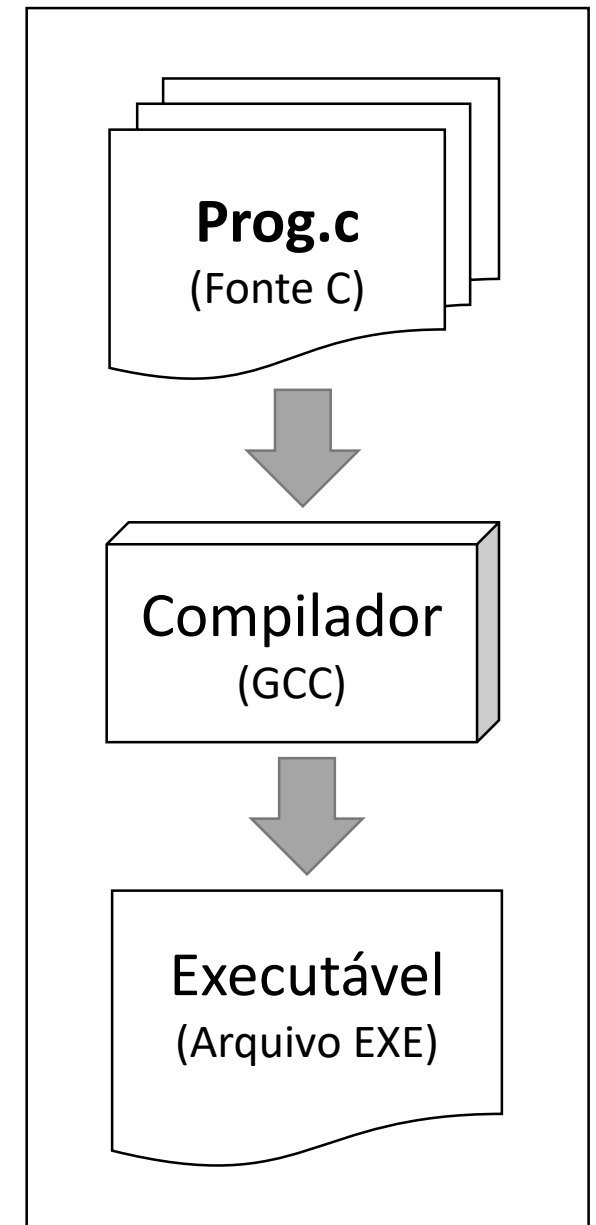 Prog.c
(Fonte C)
Compilador
(GCC)
Executável
(Arquivo EXE)